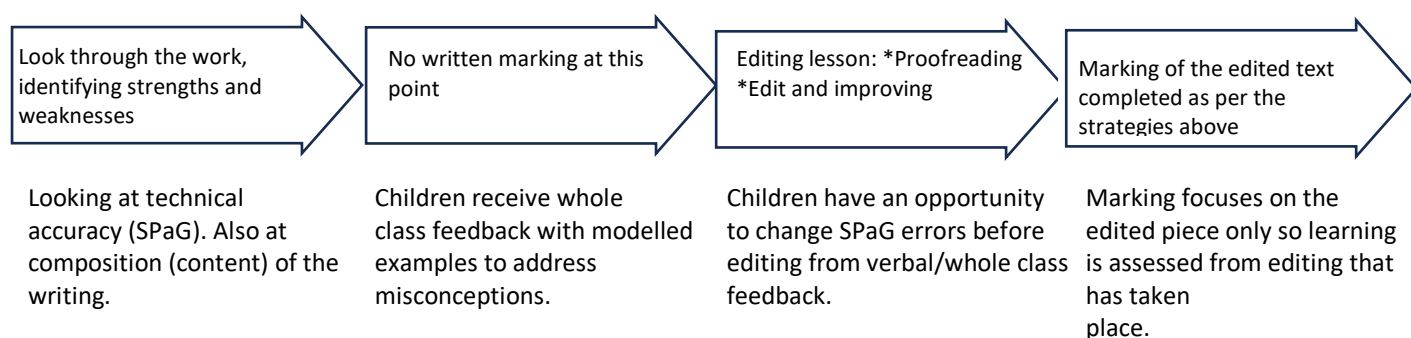 Look through the work,
identifying strengths and
weaknesses
No written marking at this
point
Editing lesson: *Proofreading
*Edit and improving
Marking of the edited text
completed as per the
strategies above
Looking at technical
accuracy (SPaG). Also at
composition (content) of the
writing.
Children receive whole
class feedback with modelled
examples to address
misconceptions.
Children have an opportunity
to change SPaG errors before
editing from verbal/whole class
feedback.
Marking focuses on the
edited piece only so learning
is assessed from editing that
has taken
place.